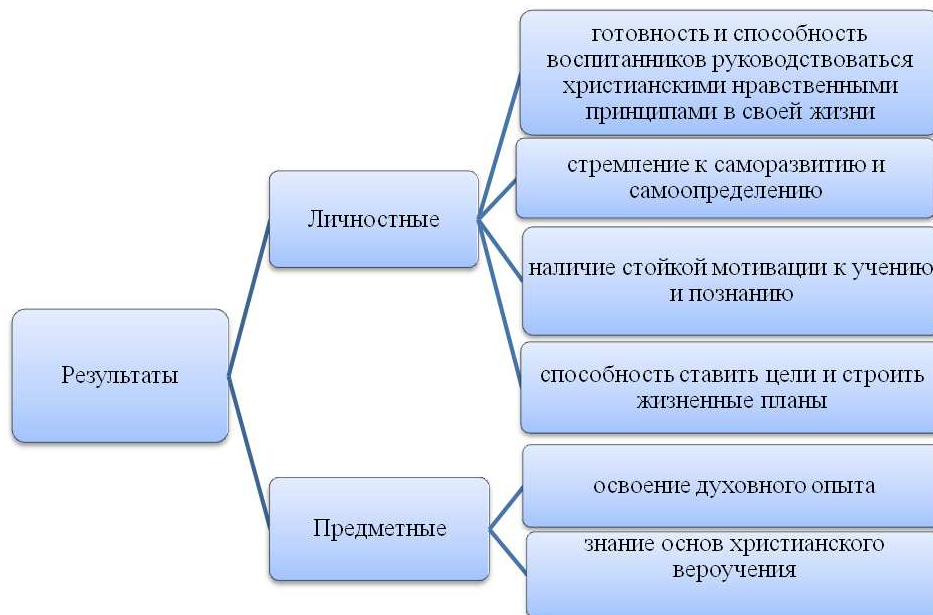 Результаты
Личностные
готовность и способность
воспитанников руководствоваться
христианскими нравственными
принципами в своей жизни
стремление к саморазвитию и
самоопределению
наличие стойкой мотивации к учению
и познанию
способность ставить цели и строить
жизненные планы
Предметные
освоение духовного опыта
знание основ христианского
вероучения